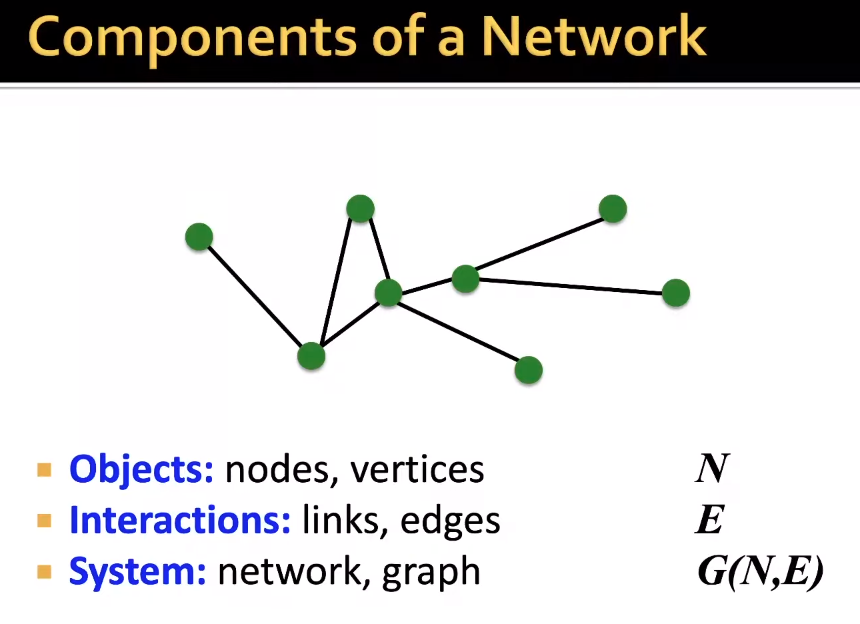 Components of a Network
Objects: nodes, vertices N
Interactions: links, edges E
System: network, graph G(N,E)